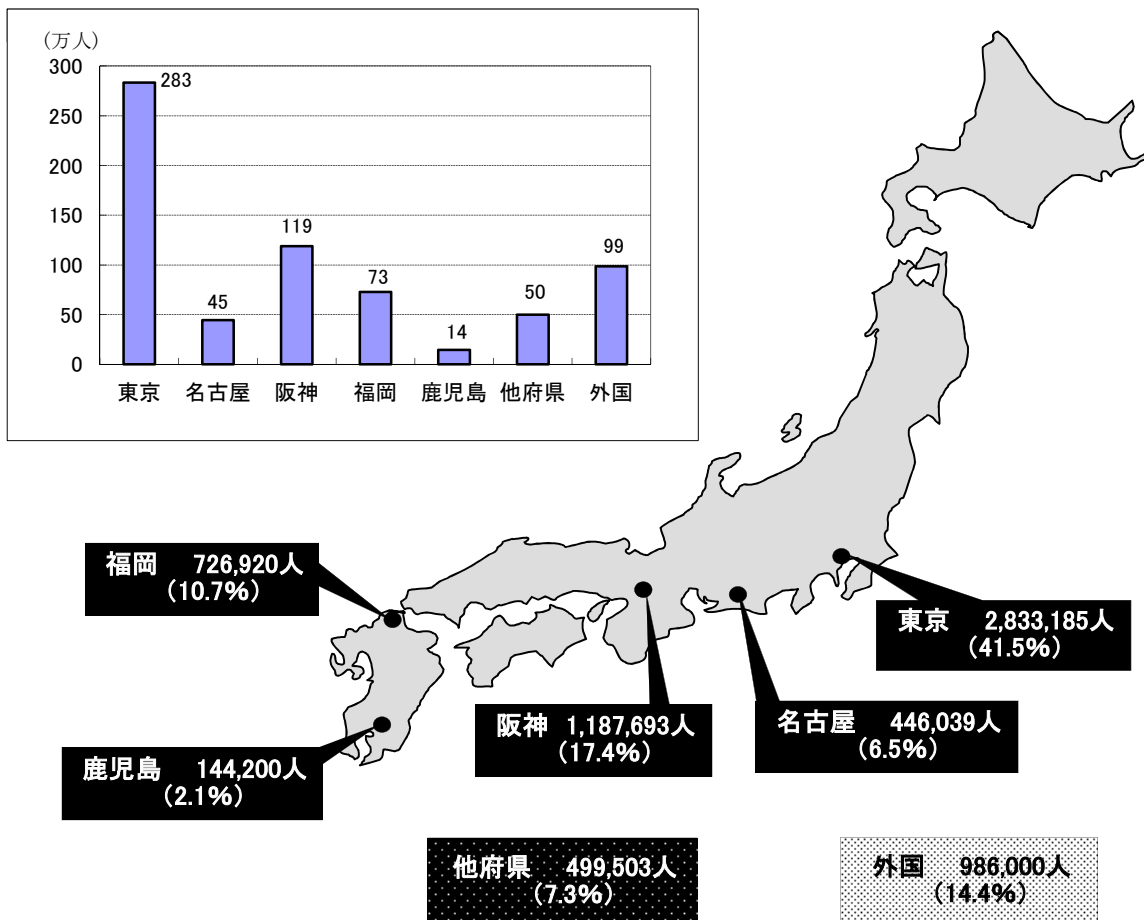 (万人)
300
250
200
150
100
50
0
283
45
119
73
14
50
99
東京 名古屋 阪神 福岡 鹿児島 他府県 外国
福岡 726,920人
(10.7%)
東京 2,833,185人
(41.5%)
阪神 1,187,693人
(17.4%)
名古屋 446,039人
(6.5%)
鹿児島 144,200人
(2.1%)
他府県 499,503人
(7.3%)
外国 986,000人
(14.4%)